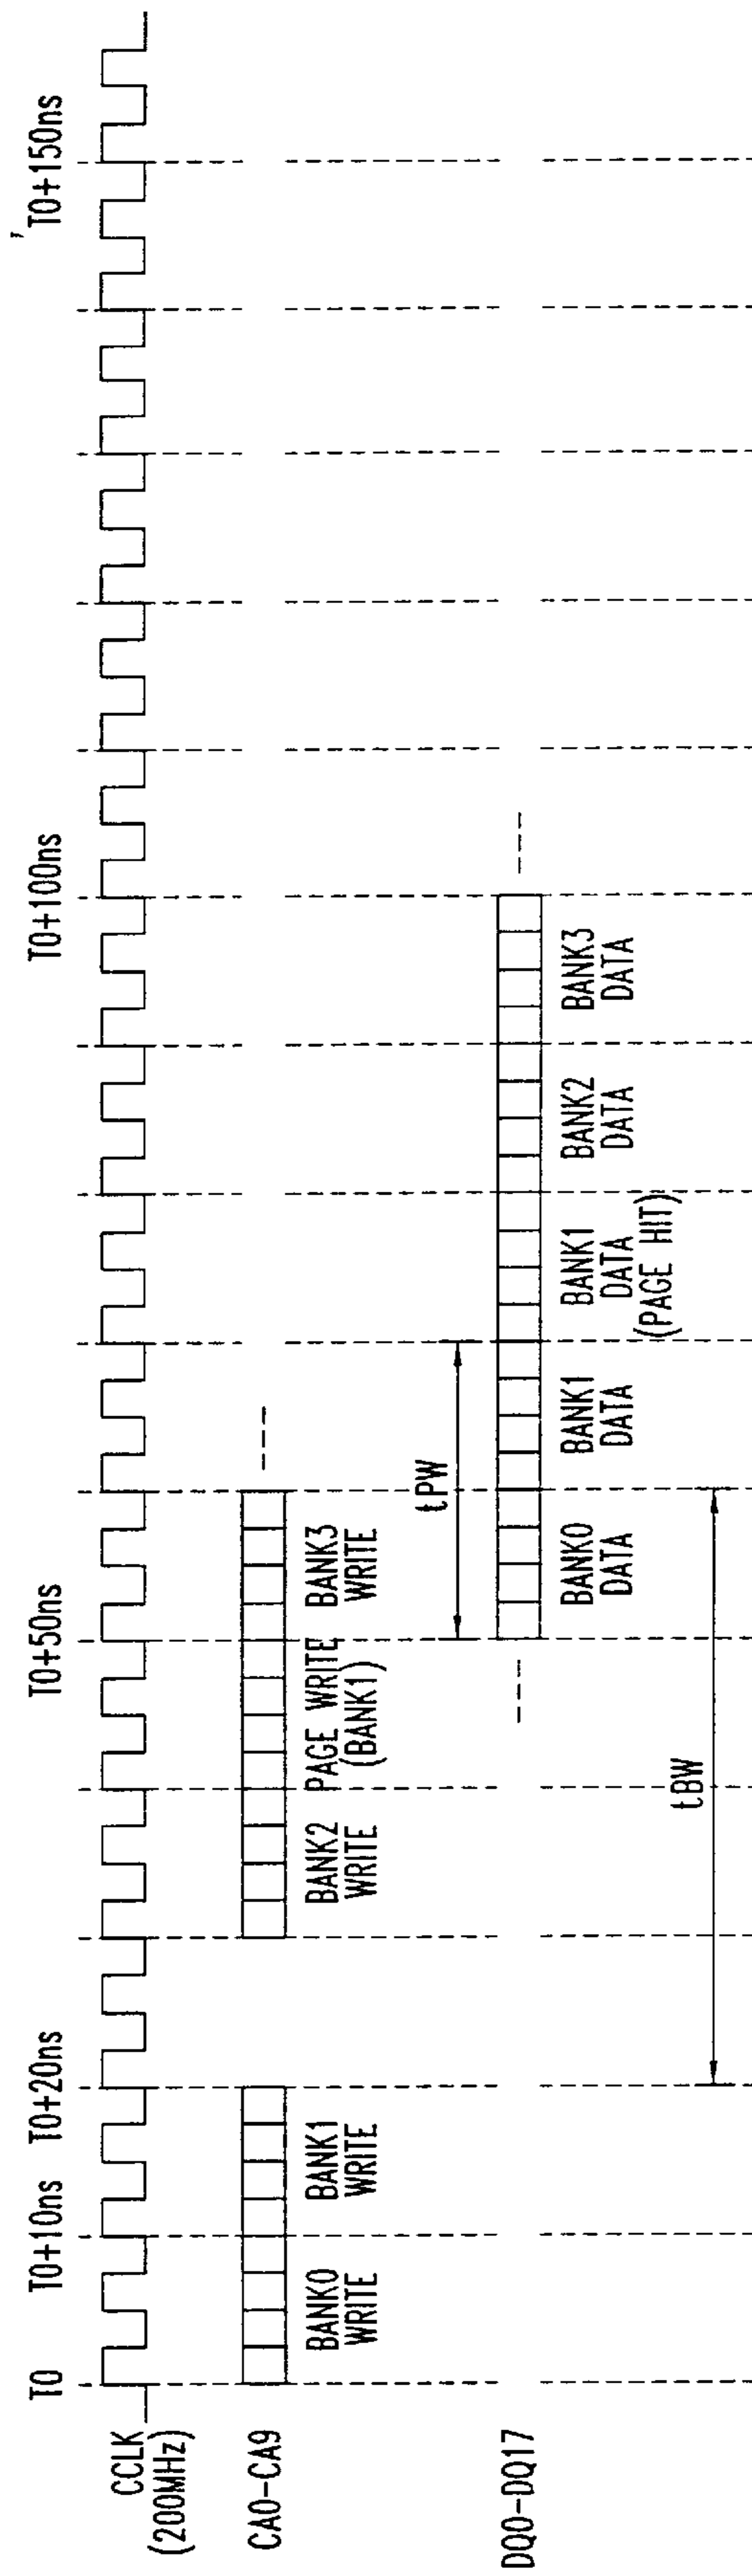 T0
T0+10ns
T0+20ns
T0+50ns
T0+100ns
T0+150ns
CCLK
(200MHz)
CA0-CA9
BANK0
WRITE
BANK1
WRITE
BANK2
WRITE
PAGE WRITE
(BANK1)
BANK3
WRITE
tPW
DQ0-DQ17
BANK0
DATA
BANK1
DATA
BANK1
DATA
(PAGE HIT)
BANK2
DATA
BANK3
DATA
tBW